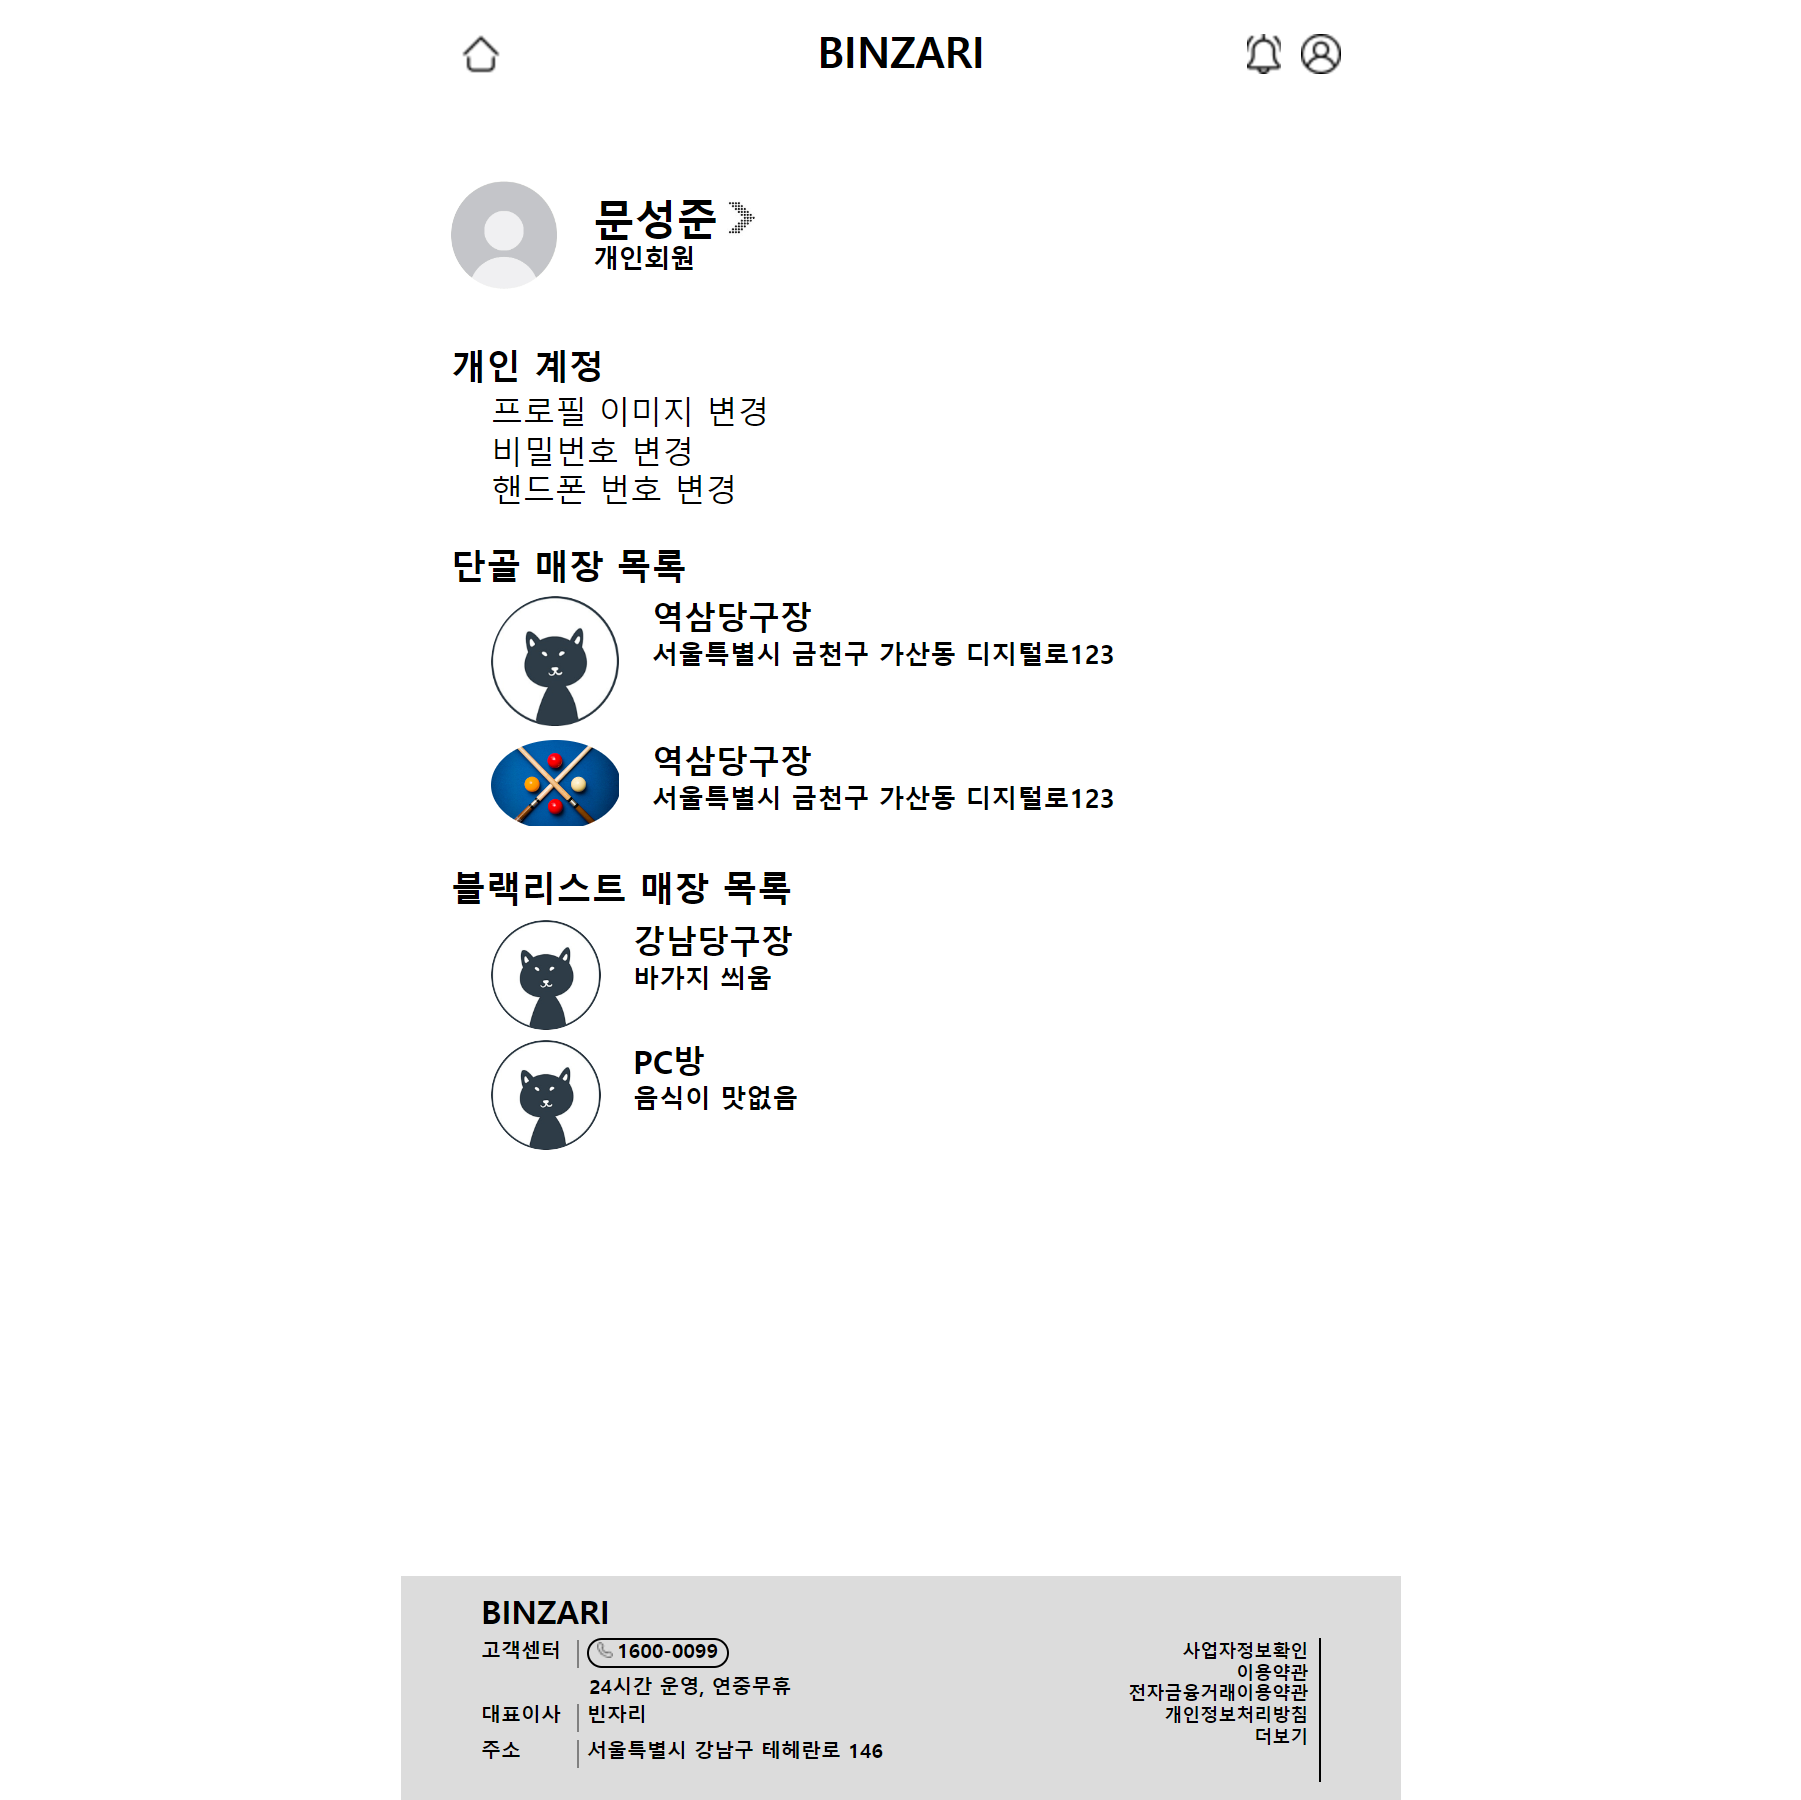 BINZARI
문성준
개인회원
개인 계정
프로필 이미지 변경
비밀번호 변경
핸드폰 번호 변경
단골 매장 목록
역삼당구장
서울특별시 금천구 가산동 디지털로123
역삼당구장
서울특별시 금천구 가산동 디지털로123
블랙리스트 매장 목록
강남당구장
바가지 씌움
PC방
음식이 맛없음
BINZARI
고객센터 1600-0099
24시간 운영, 연중무휴
대표이사 빈자리
주소 서울특별시 강남구 테헤란로 146
사업자정보확인
이용약관
전자금융거래이용약관
개인정보처리방침
더보기